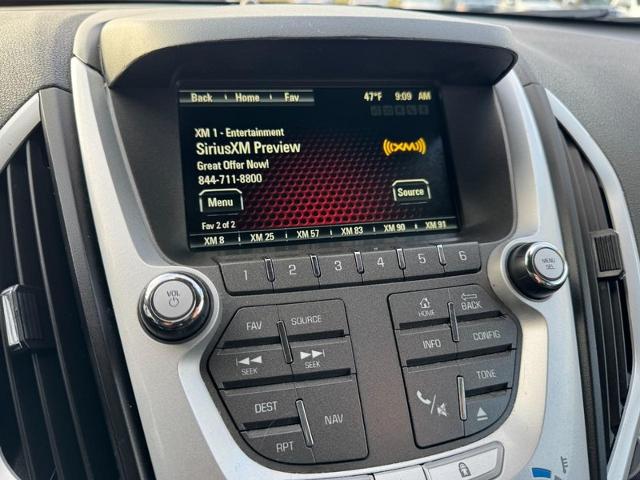 Back Home Fav 47°F 9:09 AM
XM 1 - Entertainment
SiriusXM Preview
((XM))
Great Offer Now!
844-711-8800
Menu Source
Fav 2 of 2
XM 8 XM 25 XM 57 XM 83 XM 90 XM 91
1 2 3 4 5 6
VOL
MENU
SEL
FAV SOURCE
HOME BACK
SEEK SEEK
INFO CONFIG
DEST NAV
TONE
RPT